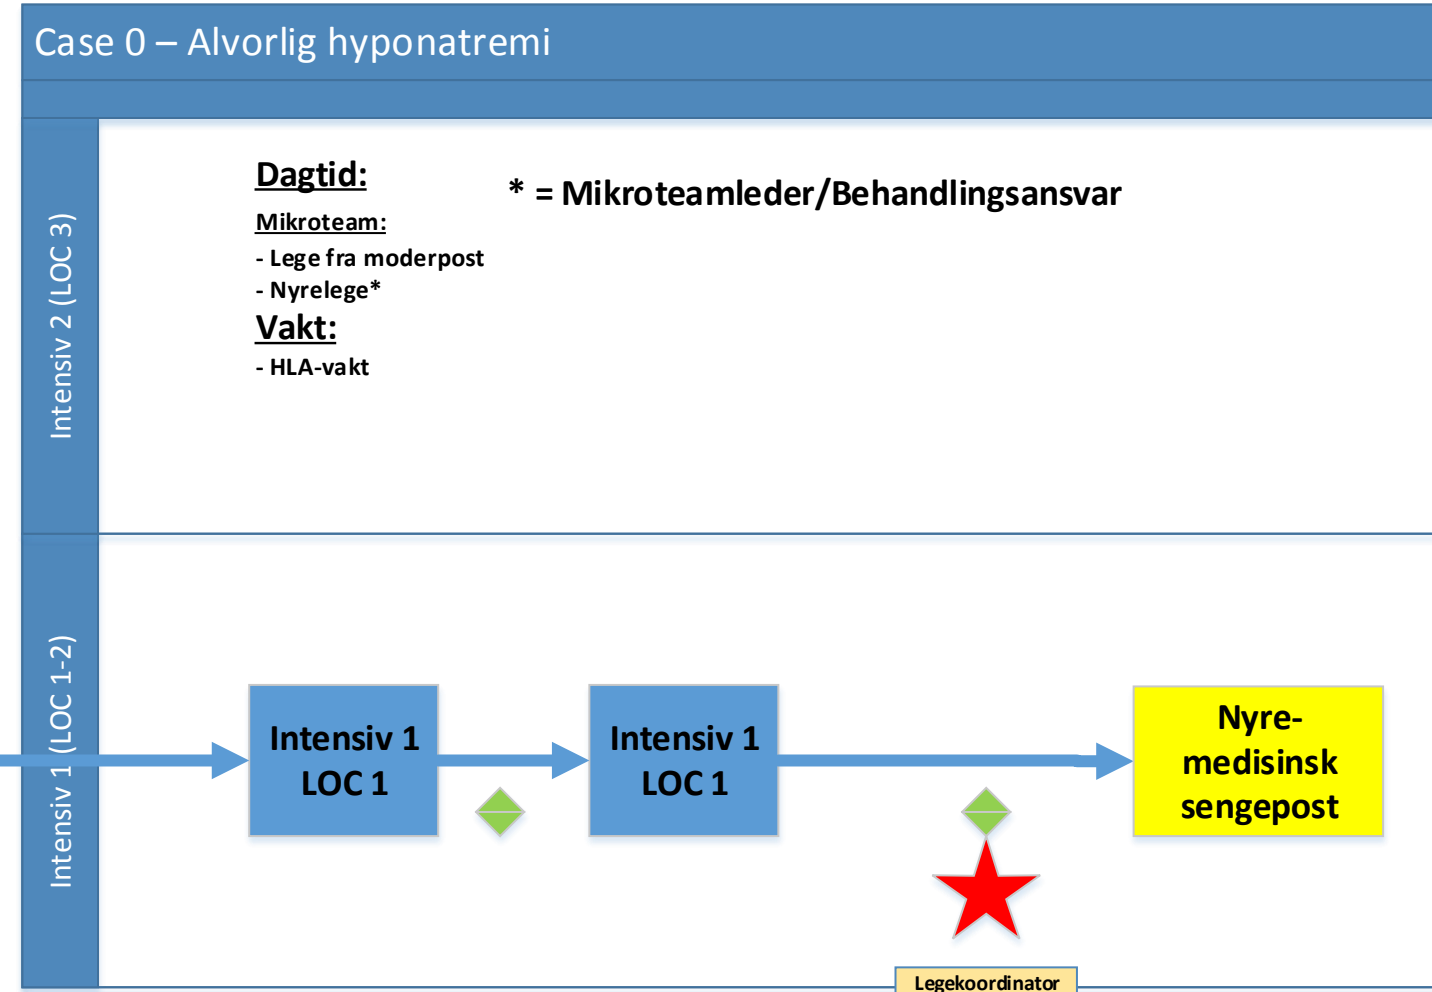 Case 0 – Alvorlig hyponatremi
Intensiv 2 (LOC 3)
Dagtid:
* = Mikroteamleder/Behandlingsansvar
Mikroteam:
- Lege fra moderpost
- Nyrelege*
Vakt:
- HLA-vakt
Intensiv 1 (LOC 1-2)
Intensiv 1
LOC 1
Intensiv 1
LOC 1
Nyre-
medisinsk
sengepost
Legekoordinator